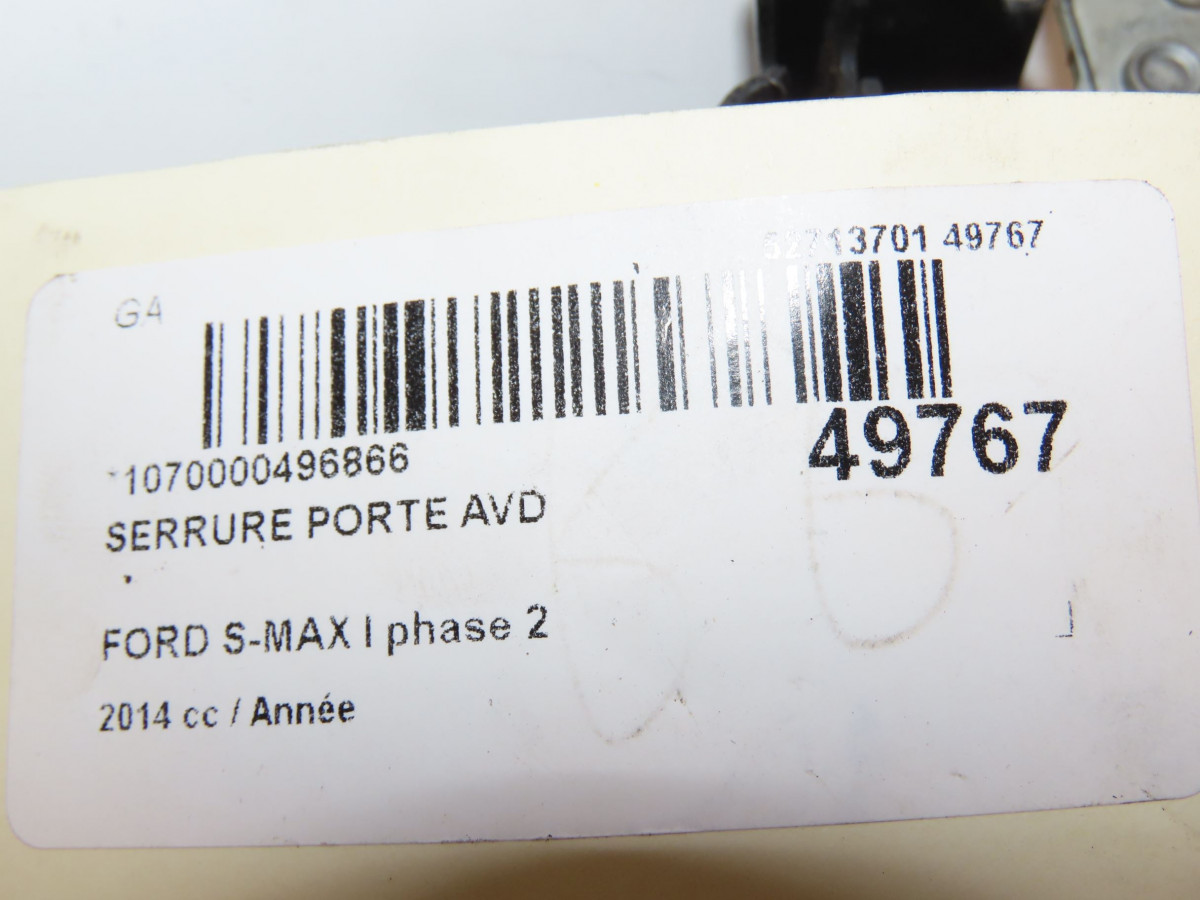 52713701 49767
GA
49767
*1070000496866
SERRURE PORTE AVD
.
FORD S-MAX I phase 2
2014 cc / Année